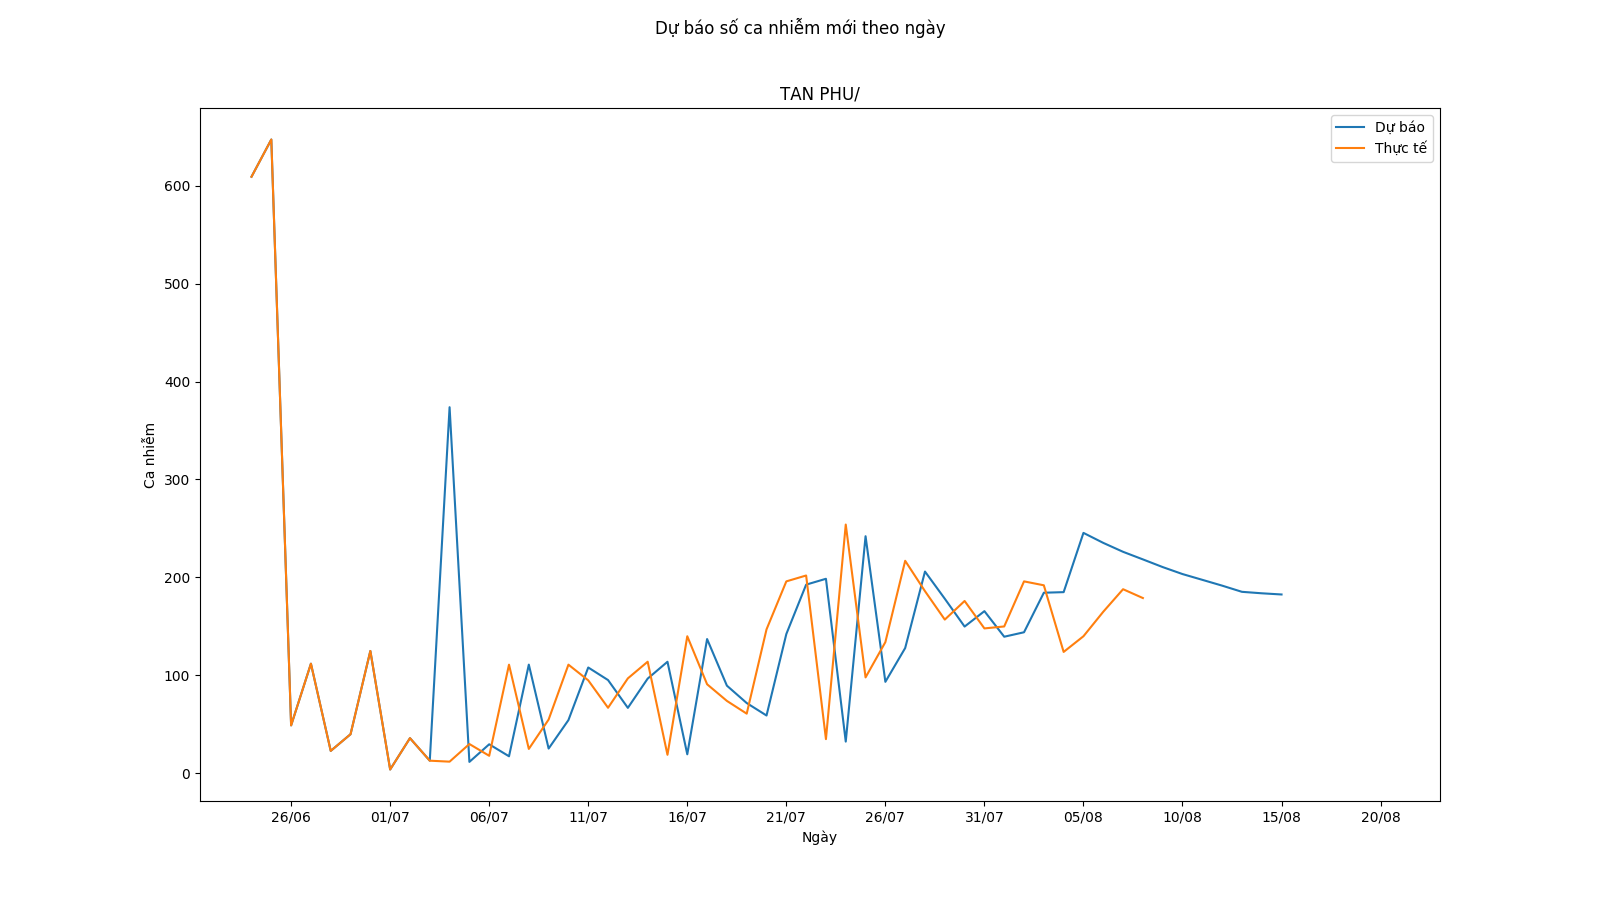 Dự báo số ca nhiễm mới theo ngày
TAN PHU/
Dự báo
Thực tế
600
500
400
300
200
100
0
Ca nhiễm
26/06 01/07 06/07 11/07 16/07 21/07 26/07 31/07 05/08 10/08 15/08 20/08
Ngày